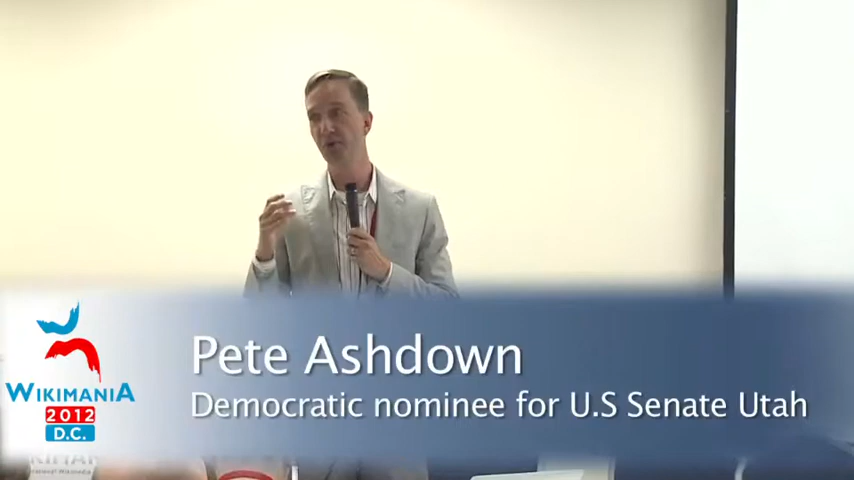 Pete Ashdown
Democratic nominee for U.S Senate Utah
WIKIMANIA
2012
D.C.